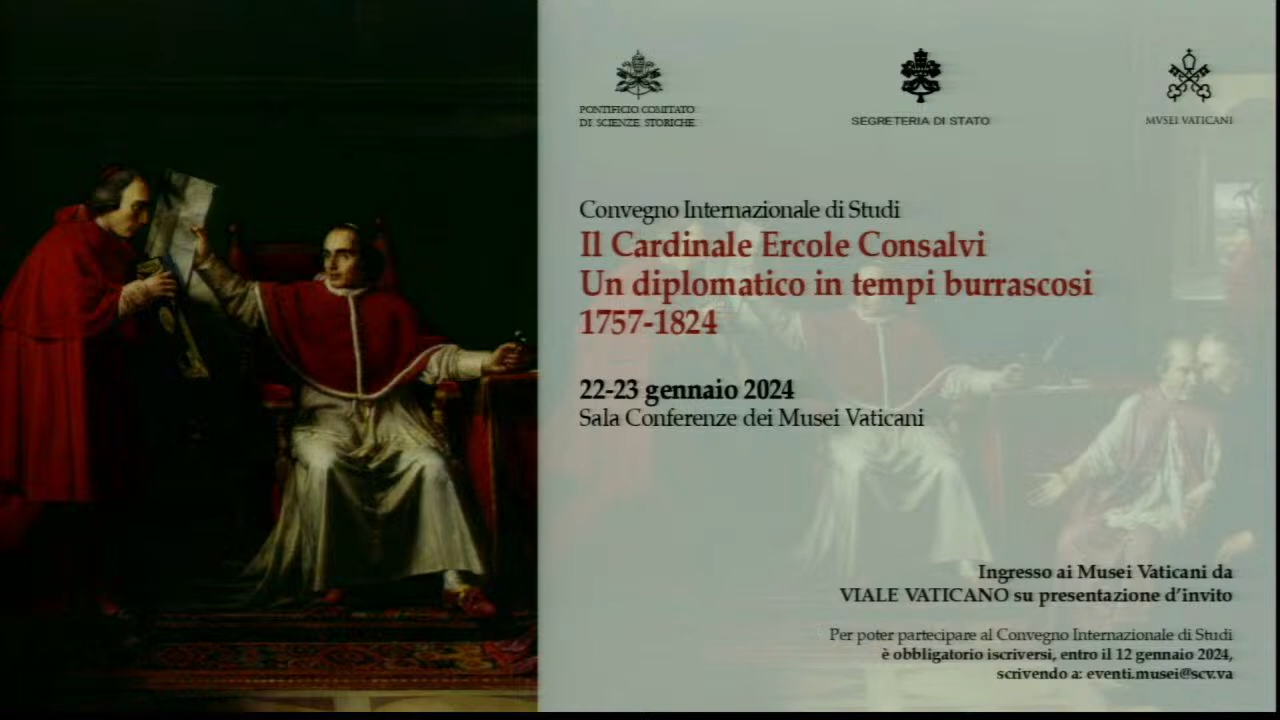 PONTIFICIO COMITATO
DI SCIENZE STORICHE
SEGRETERIA DI STATO
MVSEI VATICANI
Convegno Internazionale di Studi
Il Cardinale Ercole Consalvi
Un diplomatico in tempi burrascosi
1757-1824
22-23 gennaio 2024
Sala Conferenze dei Musei Vaticani
Ingresso ai Musei Vaticani da
VIALE VATICANO su presentazione d'invito
Per poter partecipare al Convegno Internazionale di Studi
è obbligatorio iscriversi, entro il 12 gennaio 2024,
scrivendo a: eventi.musei@scv.va